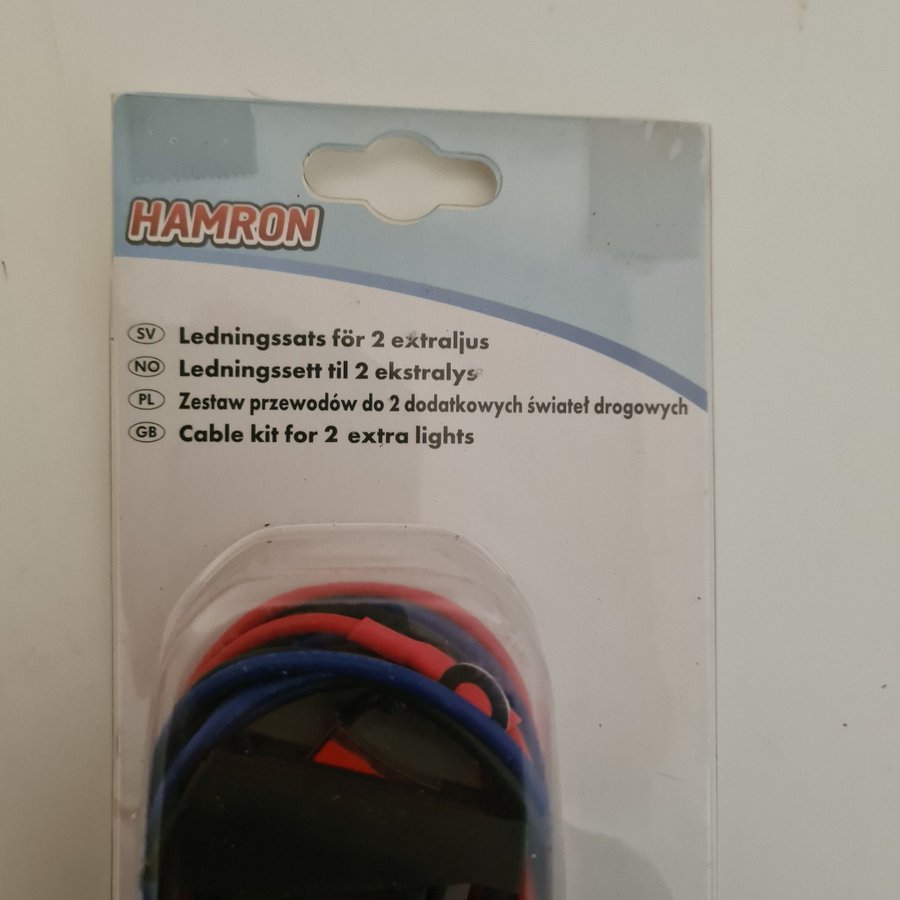 HAMRON
SV Ledningssats för 2 extraljus
NO Ledningssett til 2 ekstralys
PL Zestaw przewodów do 2 dodatkowych świateł drogowych
GB Cable kit for 2 extra lights